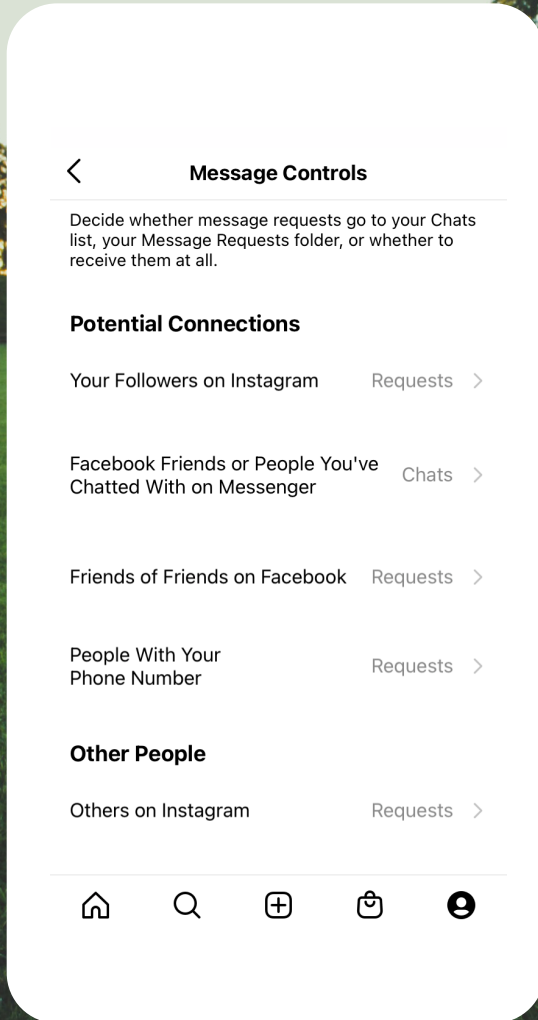 Message Controls
Decide whether message requests go to your Chats
list, your Message Requests folder, or whether to
receive them at all.
Potential Connections
Your Followers on Instagram Requests
Facebook Friends or People You've
Chatted With on Messenger
Chats
Friends of Friends on Facebook Requests
People With Your
Phone Number
Requests
Other People
Others on Instagram Requests